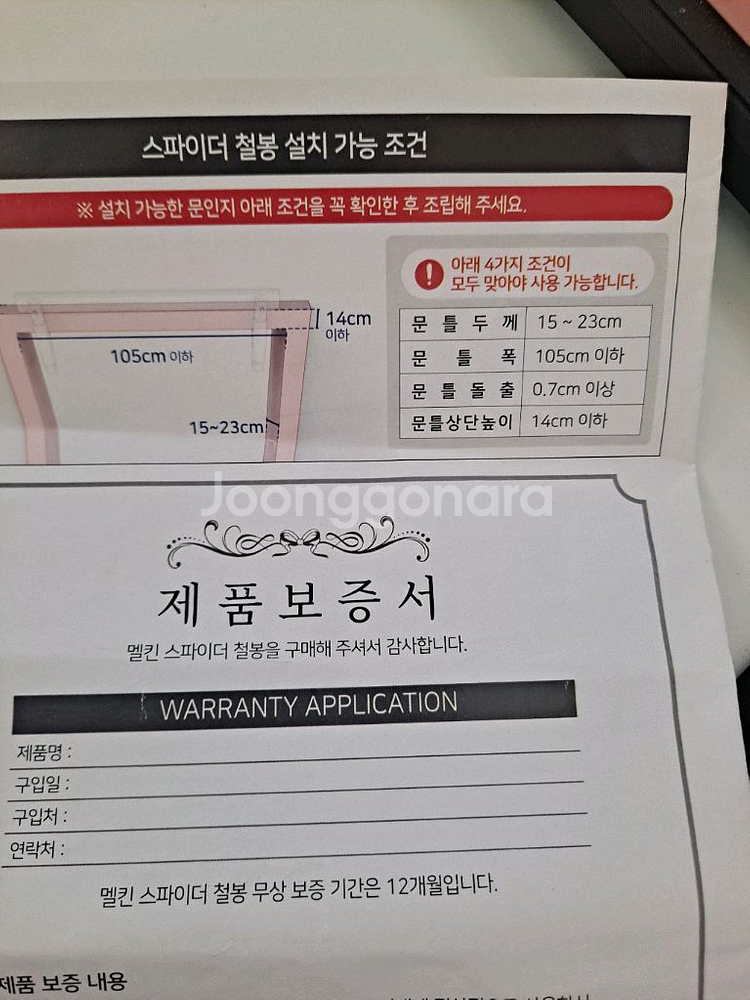 스파이더 철봉 설치 가능 조건
※ 설치 가능한 문인지 아래 조건을 꼭 확인한 후 조립해 주세요.
아래 4가지 조건이
모두 맞아야 사용 가능합니다.
14cm
이하
105cm 이하
15~23cm
문틀두께 15 ~ 23cm
문틀폭 105cm 이하
문틀돌출 0.7cm 이상
문틀상단높이 14cm 이하
Joonggonara
제품보증서
멜킨 스파이더 철봉을 구매해 주셔서 감사합니다.
WARRANTY APPLICATION
제품명 :
구입일 :
구입처 :
연락처 :
멜킨 스파이더 철봉 무상 보증 기간은 12개월입니다.
제품 보증 내용